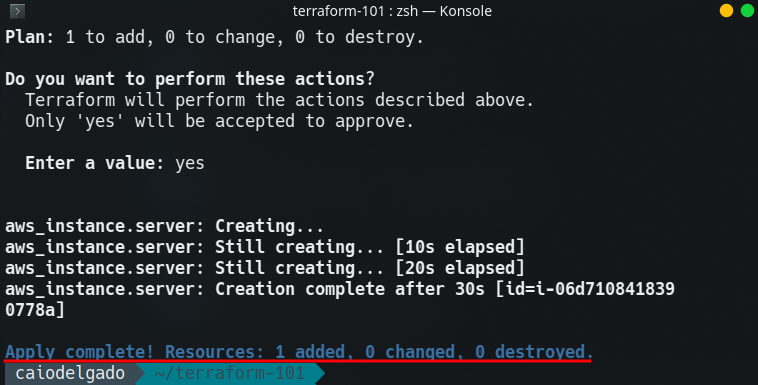 terraform-101 : zsh — Konsole
Plan: 1 to add, 0 to change, 0 to destroy.
Do you want to perform these actions?
Terraform will perform the actions described above.
Only 'yes' will be accepted to approve.
Enter a value: yes
aws_instance.server: Creating...
aws_instance.server: Still creating... [10s elapsed]
aws_instance.server: Still creating... [20s elapsed]
aws_instance.server: Creation complete after 30s [id=i-06d710841839
0778a]
Apply complete! Resources: 1 added, 0 changed, 0 destroyed.
caiodelgado ~/terraform-101